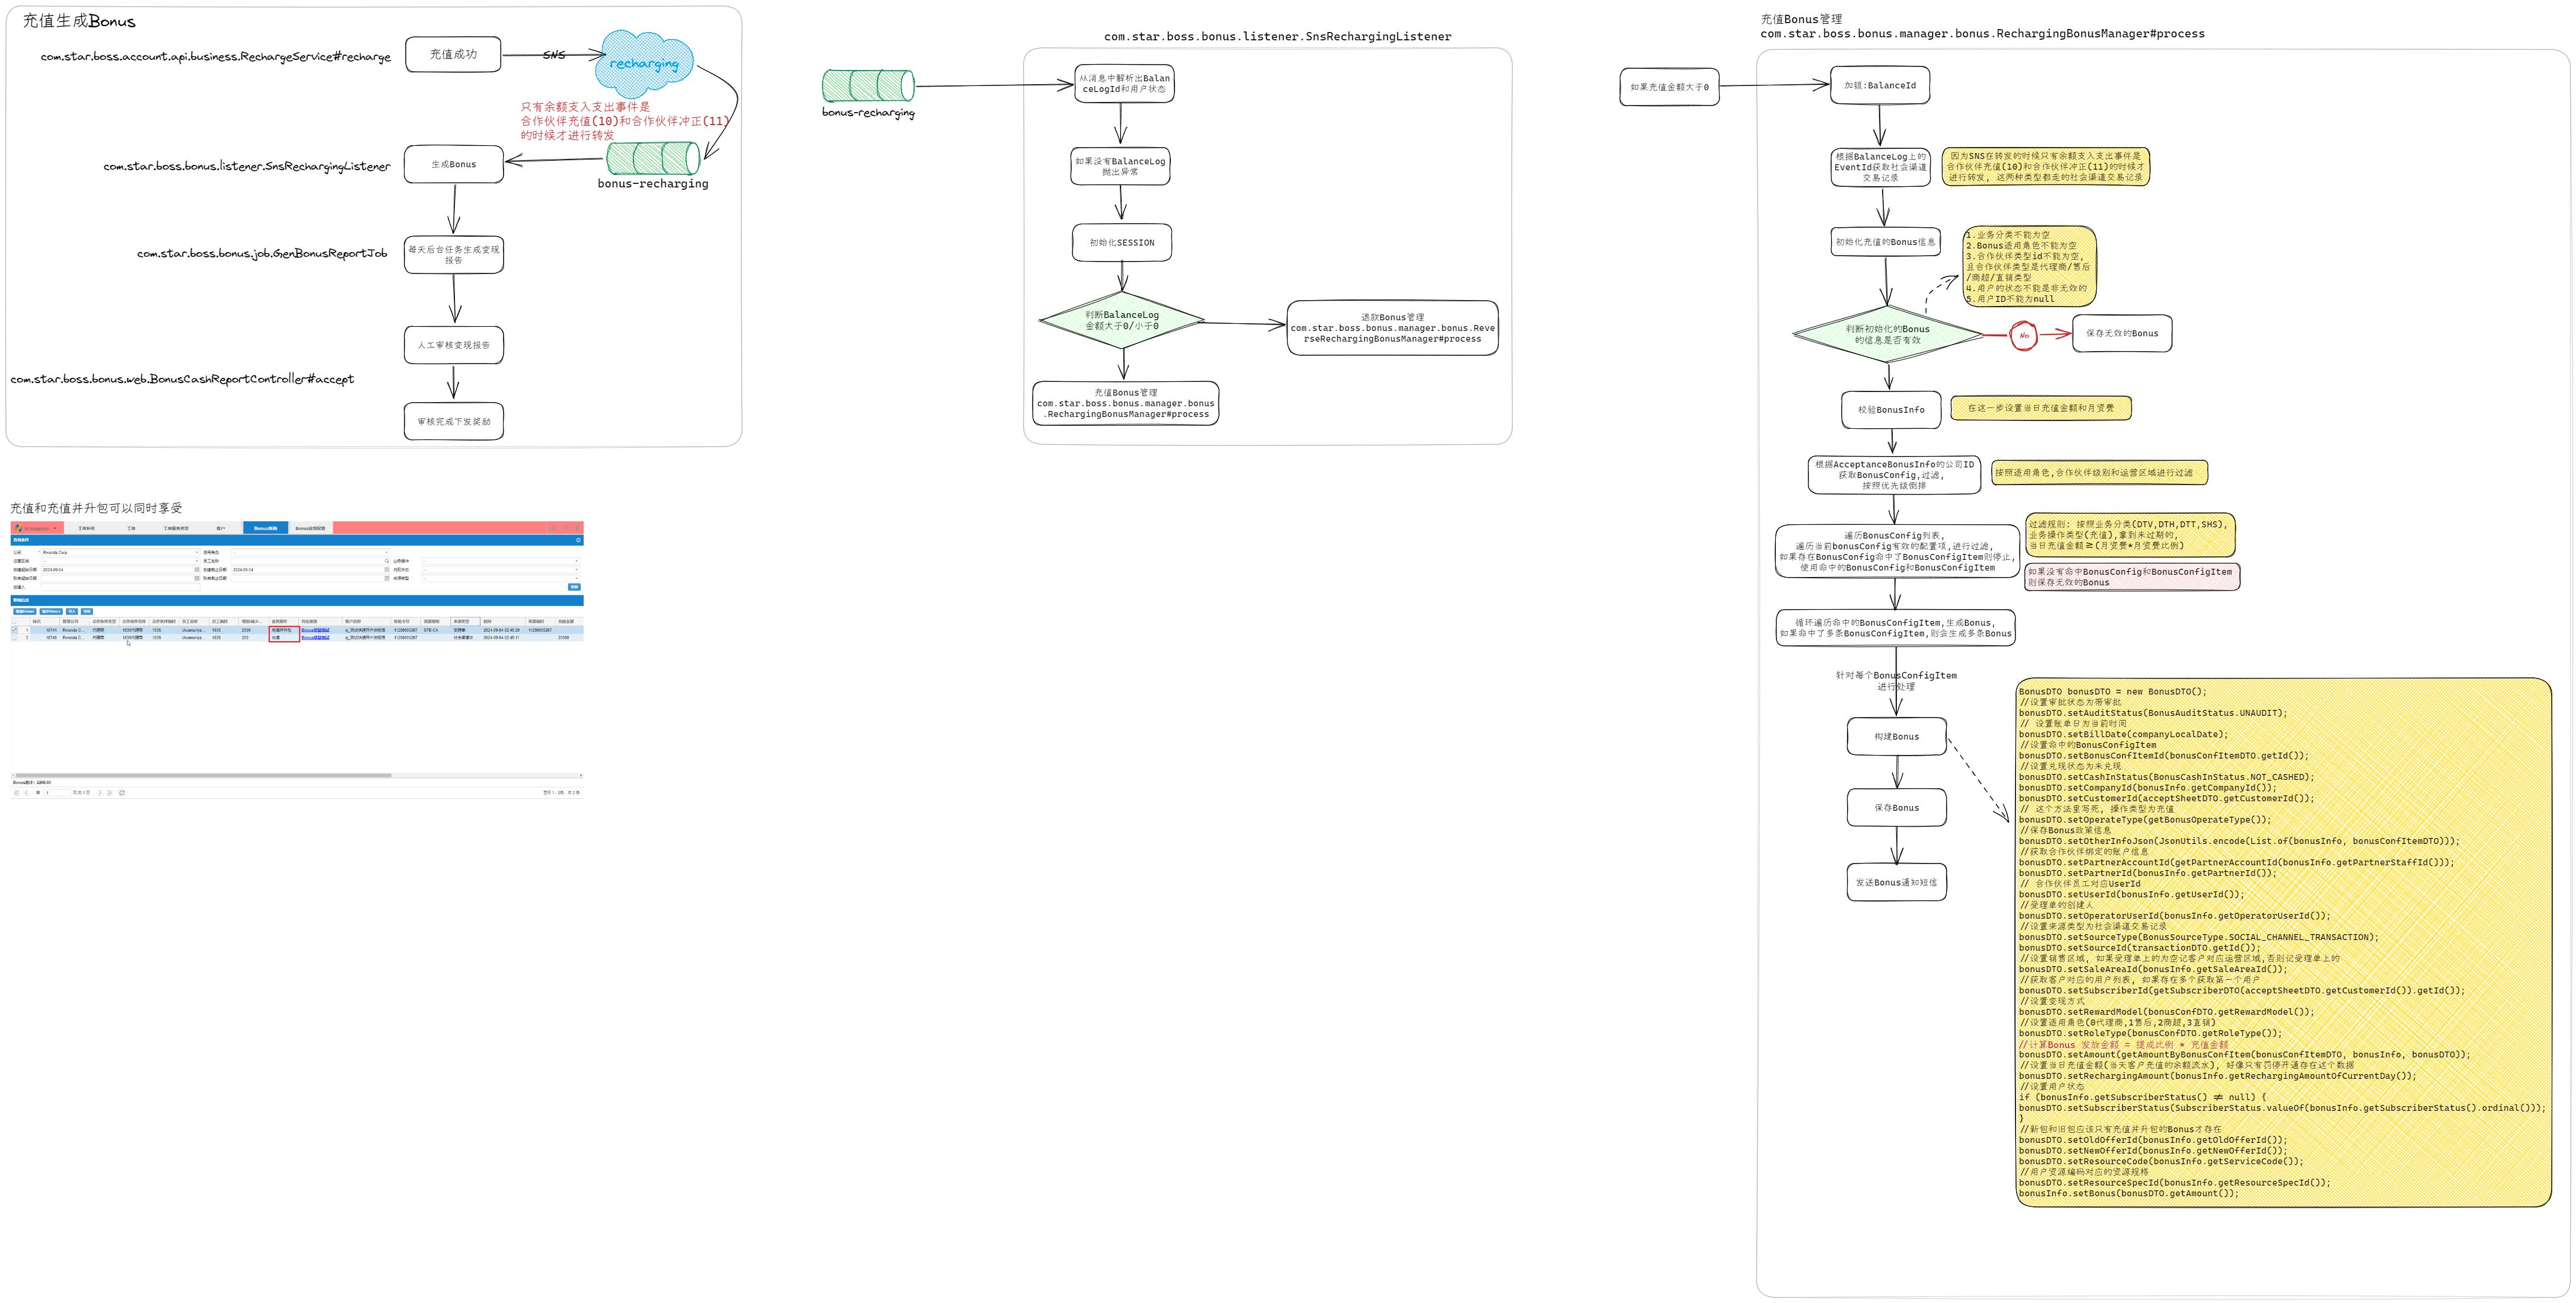 充值生成Bonus
com.star.boss.account.api.business.RechargeService#recharge
充值成功
SNS
recharging
只有余额支入支出事件是
合作伙伴充值(10)和合作伙伴冲正(11)
的时候才进行转发
com.star.boss.bonus.listener.SnsRechargingListener
生成Bonus
bonus-recharging
com.star.boss.bonus.job.GenBonusReportJob
每天后台任务生成变现
报告
人工审核变现报告
com.star.boss.bonus.web.BonusCashReportController#accept
审核完成下发奖励
充值和充值并升包可以同时享受
Bonus查询
Rwanda Corp
2024-09-04
2024-09-04
com.star.boss.bonus.listener.SnsRechargingListener
bonus-recharging
从消息中解析出Balan
ceLogId和用户状态
如果没有BalanceLog
抛出异常
初始化SESSION
判断BalanceLog
金额大于0/小于0
退款Bonus管理
com.star.boss.bonus.manager.bonus.Reve
rseRechargingBonusManager#process
充值Bonus管理
com.star.boss.bonus.manager.bonus
.RechargingBonusManager#process
充值Bonus管理
com.star.boss.bonus.manager.bonus.RechargingBonusManager#process
如果充值金额大于0
加锁:BalanceId
根据BalanceLog上的
EventId获取社会渠道
交易记录
因为SNS在转发的时候只有余额支入支出事件是
合作伙伴充值(10)和合作伙伴冲正(11)的时候才
进行转发, 这两种类型都走的社会渠道交易记录
初始化充值的Bonus信息
1.业务分类不能为空
2.Bonus适用角色不能为空
3.合作伙伴类型id不能为空,
且合作伙伴类型是代理商/售后
/商超/直销类型
4.用户的状态不能是非无效的
5.用户ID不能为null
判断初始化的Bonus
的信息是否有效
NO
保存无效的Bonus
校验BonusInfo
在这一步设置当日充值金额和月资费
根据AcceptanceBonusInfo的公司ID
获取BonusConfig,过滤,
按照优先级倒排
按照适用角色,合作伙伴级别和运营区域进行过滤
遍历BonusConfig列表,
遍历当前bonusConfig有效的配置项,进行过滤,
如果存在BonusConfig命中了BonusConfigItem则停止,
使用命中的BonusConfig和BonusConfigItem
过滤规则: 按照业务分类(DTV,DTH,DTT,SHS),
业务操作类型(充值),拿到未过期的,
当日充值金额≥(月资费*月资费比例)
如果没有命中BonusConfig和BonusConfigItem
则保存无效的Bonus
循环遍历命中的BonusConfigItem,生成Bonus,
如果命中了多条BonusConfigItem,则会生成多条Bonus
针对每个BonusConfigItem
进行处理
构建Bonus
保存Bonus
发送Bonus通知短信
BonusDTO bonusDTO = new BonusDTO();
//设置审批状态为带审批
bonusDTO.setAuditStatus(BonusAuditStatus.UNAUDIT);
// 设置账单日为当前时间
bonusDTO.setBillDate(companyLocalDate);
//设置命中的BonusConfigItem
bonusDTO.setBonusConfItemId(bonusConfItemDTO.getId());
//设置兑现状态为未兑现
bonusDTO.setCashInStatus(BonusCashInStatus.NOT_CASHED);
bonusDTO.setCompanyId(bonusInfo.getCompanyId());
bonusDTO.setCustomerId(acceptSheetDTO.getCustomerId());
// 这个方法里写死, 操作类型为充值
bonusDTO.setOperateType(getBonusOperateType());
//保存Bonus政策信息
bonusDTO.setOtherInfoJson(JsonUtils.encode(List.of(bonusInfo, bonusConfItemDTO)));
//获取合作伙伴绑定的账户信息
bonusDTO.setPartnerAccountId(getPartnerAccountId(bonusInfo.getPartnerStaffId()));
bonusDTO.setPartnerId(bonusInfo.getPartnerId());
// 合作伙伴员工对应UserId
bonusDTO.setUserId(bonusInfo.getUserId());
//受理单的创建人
bonusDTO.setOperatorUserId(bonusInfo.getOperatorUserId());
//设置来源类型为社会渠道交易记录
bonusDTO.setSourceType(BonusSourceType.SOCIAL_CHANNEL_TRANSACTION);
bonusDTO.setSourceId(transactionDTO.getId());
//设置销售区域, 如果受理单上的为空记客户对应运营区域,否则记受理单上的
bonusDTO.setSaleAreaId(bonusInfo.getSaleAreaId());
//获取客户对应的用户列表, 如果存在多个获取第一个用户
bonusDTO.setSubscriberId(getSubscriberDTO(acceptSheetDTO.getCustomerId()).getId());
//设置变现方式
bonusDTO.setRewardModel(bonusConfDTO.getRewardModel());
//设置适用角色(0代理商,1售后,2商超,3直销)
bonusDTO.setRoleType(bonusConfDTO.getRoleType());
//计算Bonus 发放金额 = 提成比例 * 充值金额
bonusDTO.setAmount(getAmountByBonusConfItem(bonusConfItemDTO, bonusInfo, bonusDTO));
//设置当日充值金额(当天客户充值的余额流水), 好像只有罚停开通存在这个数据
bonusDTO.setRechargingAmount(bonusInfo.getRechargingAmountOfCurrentDay());
//设置用户状态
if (bonusInfo.getSubscriberStatus() ≠ null) {
bonusDTO.setSubscriberStatus(SubscriberStatus.valueOf(bonusInfo.getSubscriberStatus().ordinal()));
}
//新包和旧包应该只有充值并升包的Bonus才存在
bonusDTO.setOldOfferId(bonusInfo.getOldOfferId());
bonusDTO.setNewOfferId(bonusInfo.getNewOfferId());
bonusDTO.setResourceCode(bonusInfo.getServiceCode());
//用户资源编码对应的资源规格
bonusDTO.setResourceSpecId(bonusInfo.getResourceSpecId());
bonusInfo.setBonus(bonusDTO.getAmount());